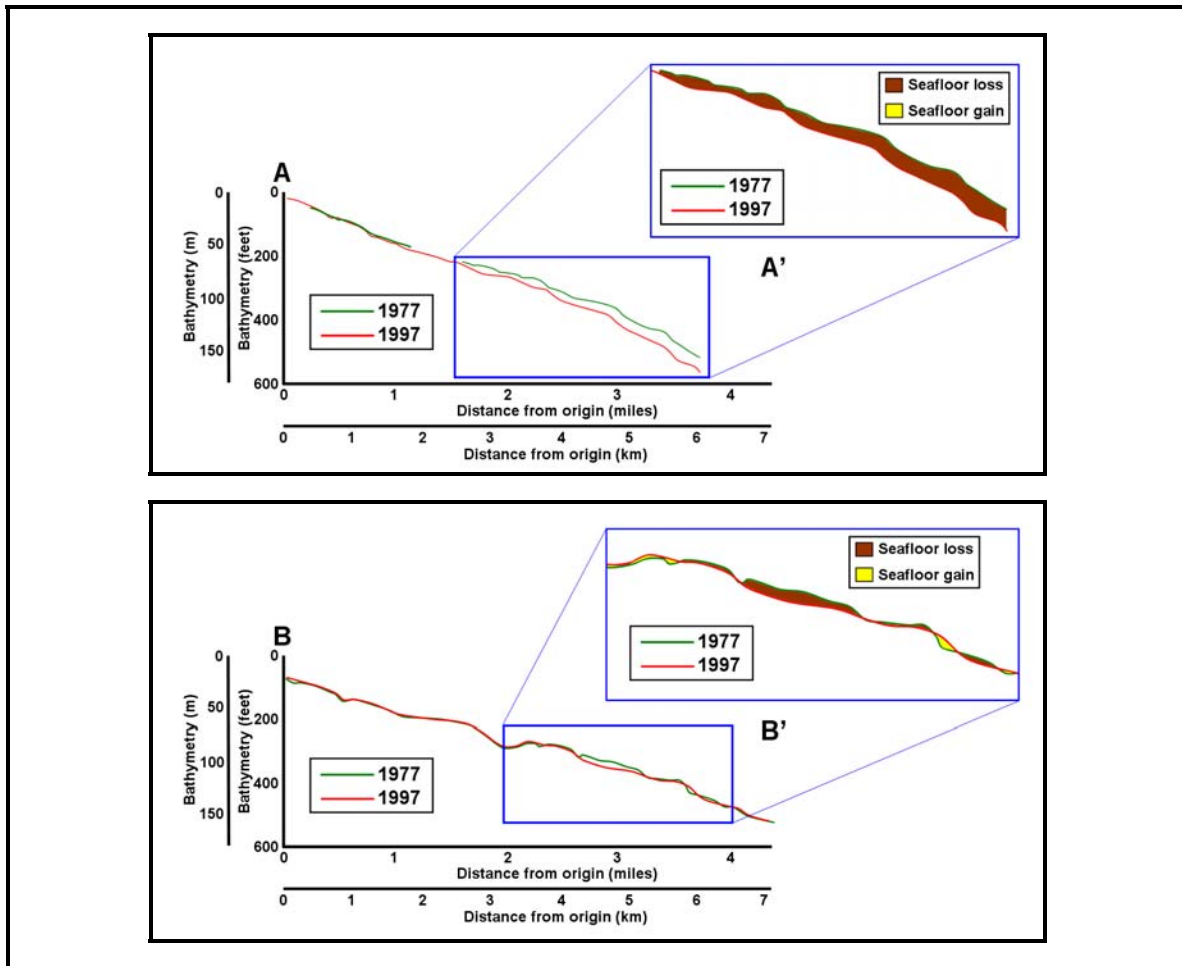 Seafloor loss
Seafloor gain
1977
1997
A
A’
0
50
100
150
Bathymetry (m)
0
200
400
600
Bathymetry (feet)
1977
1997
0 1 2 3 4
Distance from origin (miles)
0 1 2 3 4 5 6 7
Distance from origin (km)
Seafloor loss
Seafloor gain
1977
1997
B
B’
0
50
100
150
Bathymetry (m)
0
200
400
600
Bathymetry (feet)
1977
1997
0 1 2 3 4
Distance from origin (miles)
0 1 2 3 4 5 6 7
Distance from origin (km)